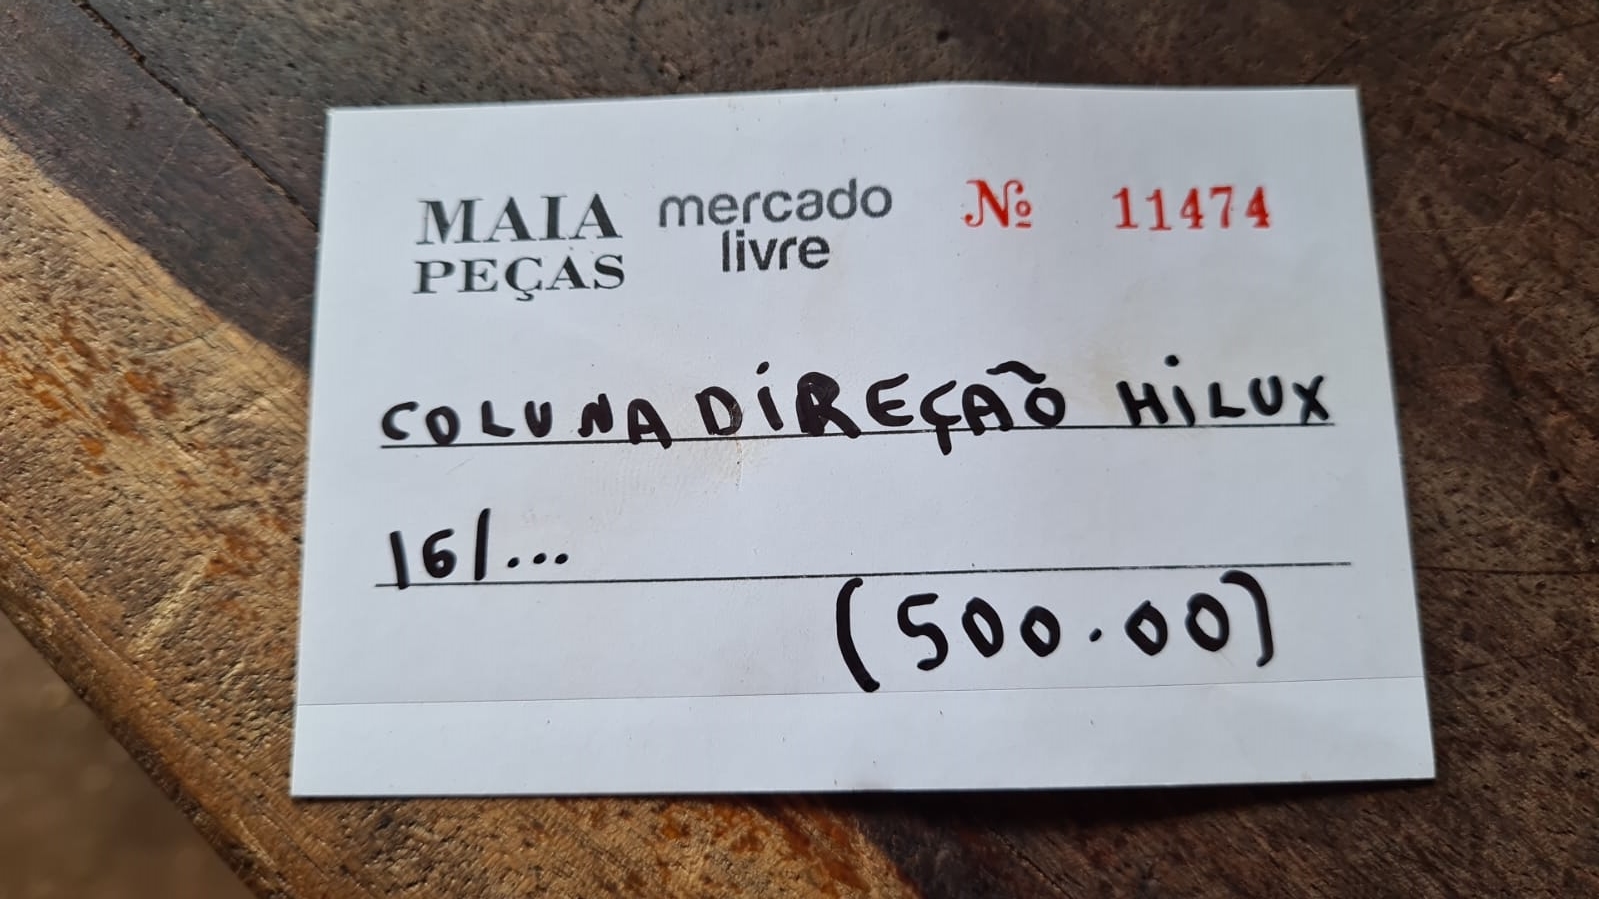 MAIA PEÇAS
mercado livre
Nº 11474
COLUNA DIREÇÃO HILUX
16/...
(500.00)